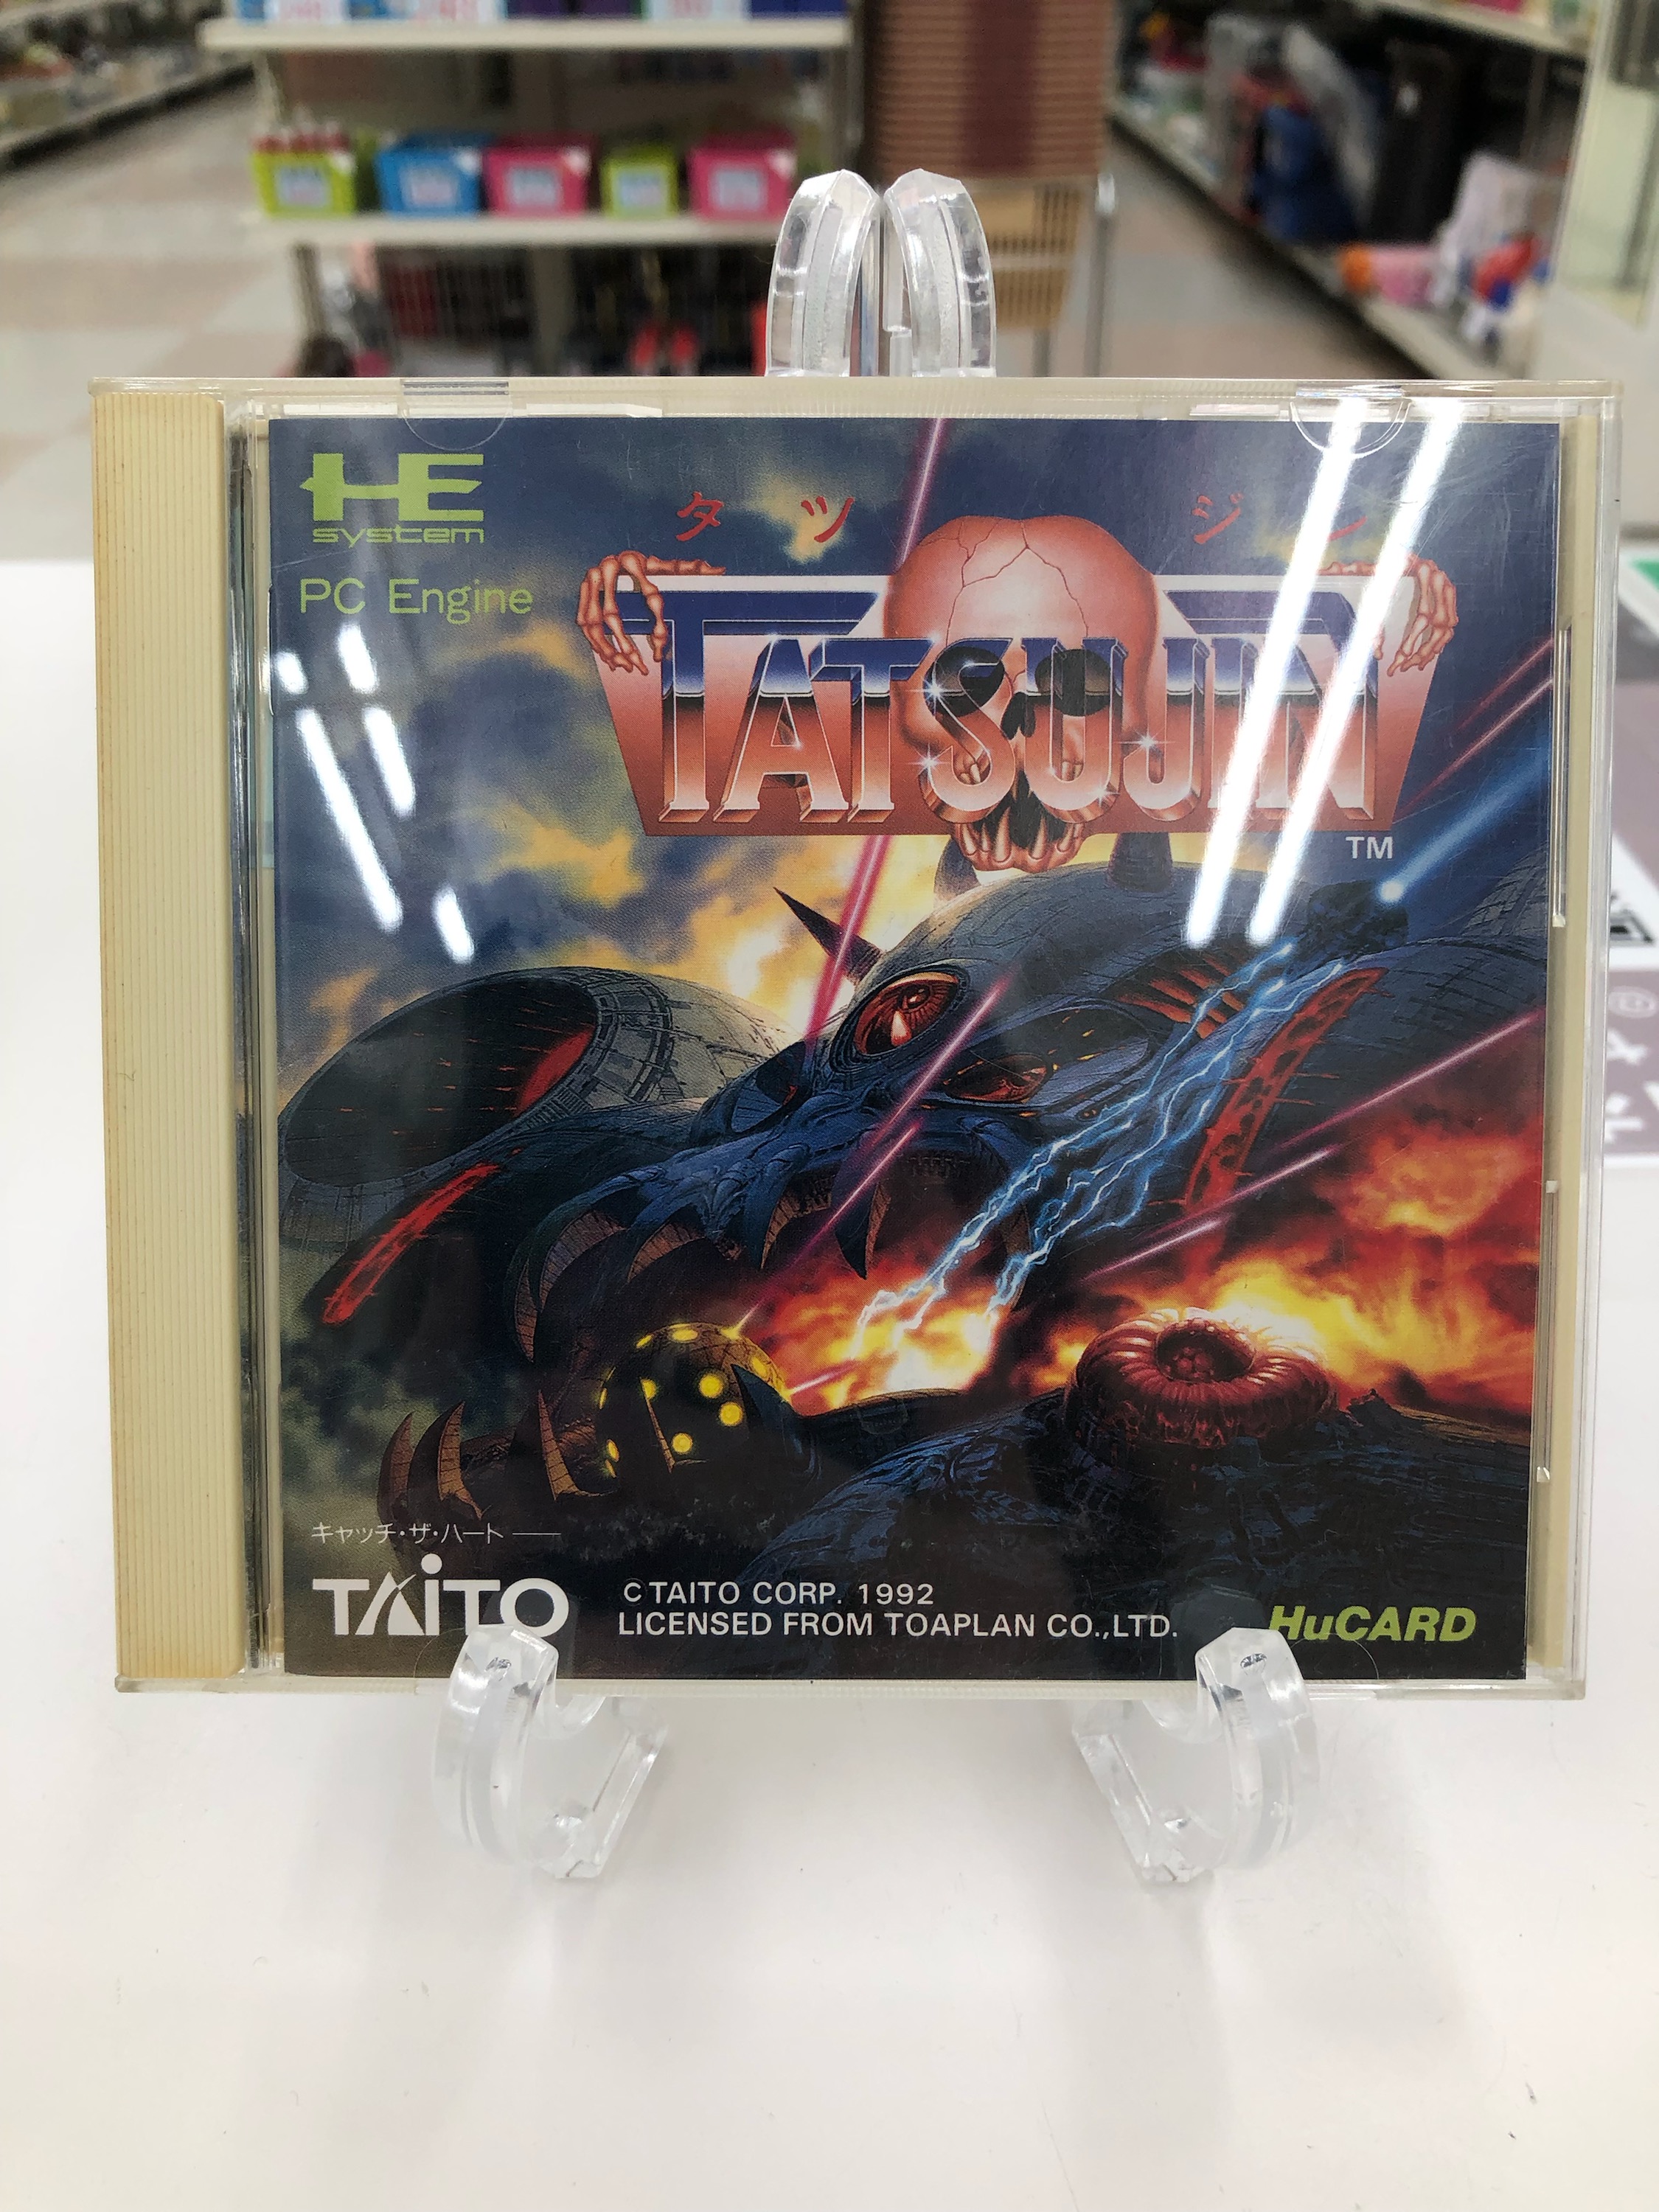 HE
system
PC Engine
タツジン
TATSUJIN
TM
キャッチ・ザ・ハート
TAITO
© TAITO CORP. 1992
LICENSED FROM TOAPLAN CO.,LTD.
HuCARD